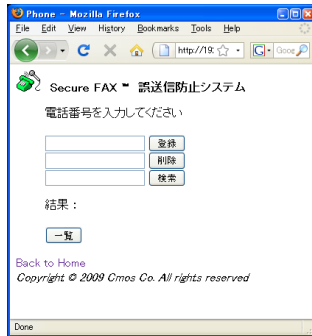 Phone - Mozilla Firefox
File Edit View History Bookmarks Tools Help
http://19
Secure FAX ™ 誤送信防止システム
電話番号を入力してください
登録
削除
検索
結果：
一覧
Back to Home
Copyright © 2009 Cmos Co. All rights reserved
Done